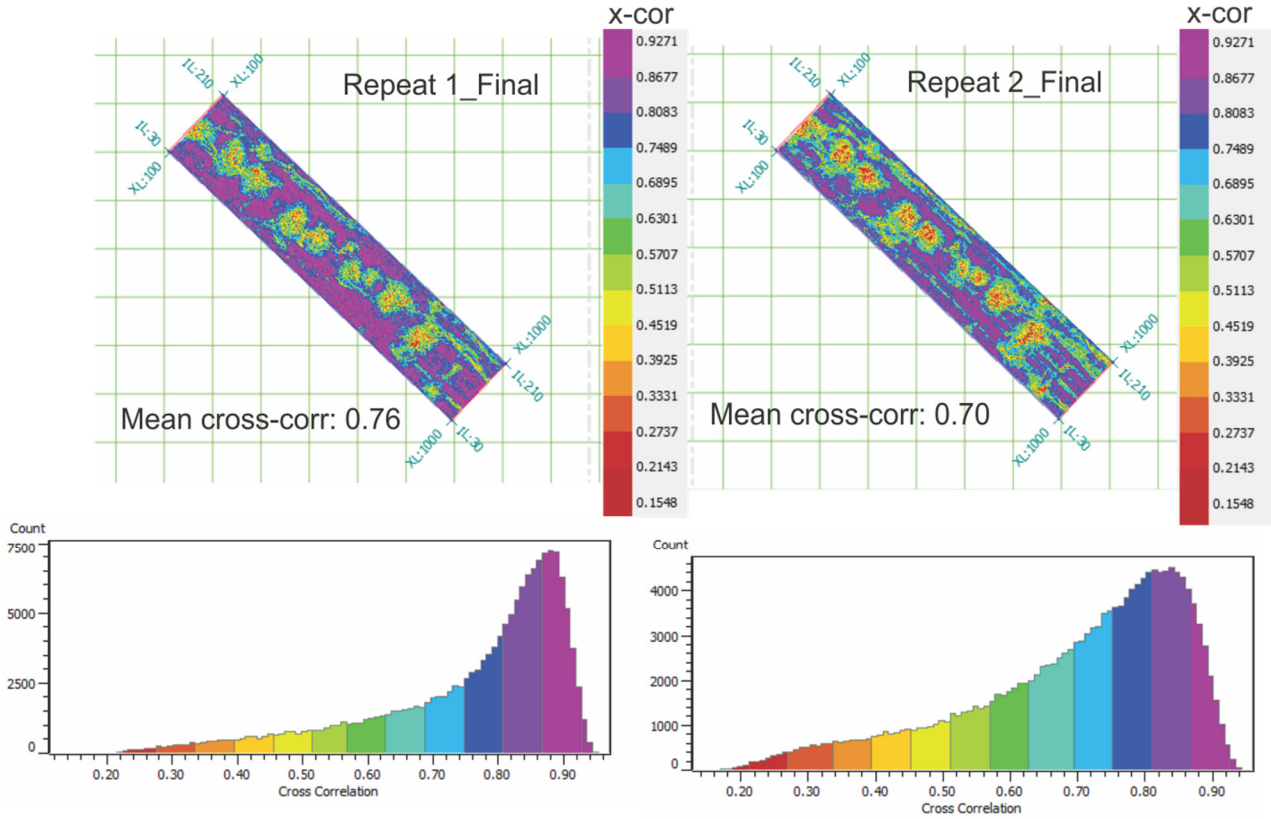 x-cor
0.9271
0.8677
0.8083
0.7489
0.6895
0.6301
0.5707
0.5113
0.4519
0.3925
0.3331
0.2737
0.2143
0.1548
Repeat 1_Final
IL:210
XL:100
IL:30
XL:100
XL:1000
IL:210
XL:1000
IL:30
Mean cross-corr: 0.76
x-cor
0.9271
0.8677
0.8083
0.7489
0.6895
0.6301
0.5707
0.5113
0.4519
0.3925
0.3331
0.2737
0.2143
0.1548
Repeat 2_Final
IL:210
XL:100
IL:30
XL:100
XL:1000
IL:210
XL:1000
IL:30
Mean cross-corr: 0.70
Count
7500
5000
2500
0
0.20 0.30 0.40 0.50 0.60 0.70 0.80 0.90
Cross Correlation
Count
4000
3000
2000
1000
0
0.20 0.30 0.40 0.50 0.60 0.70 0.80 0.90
Cross Correlation